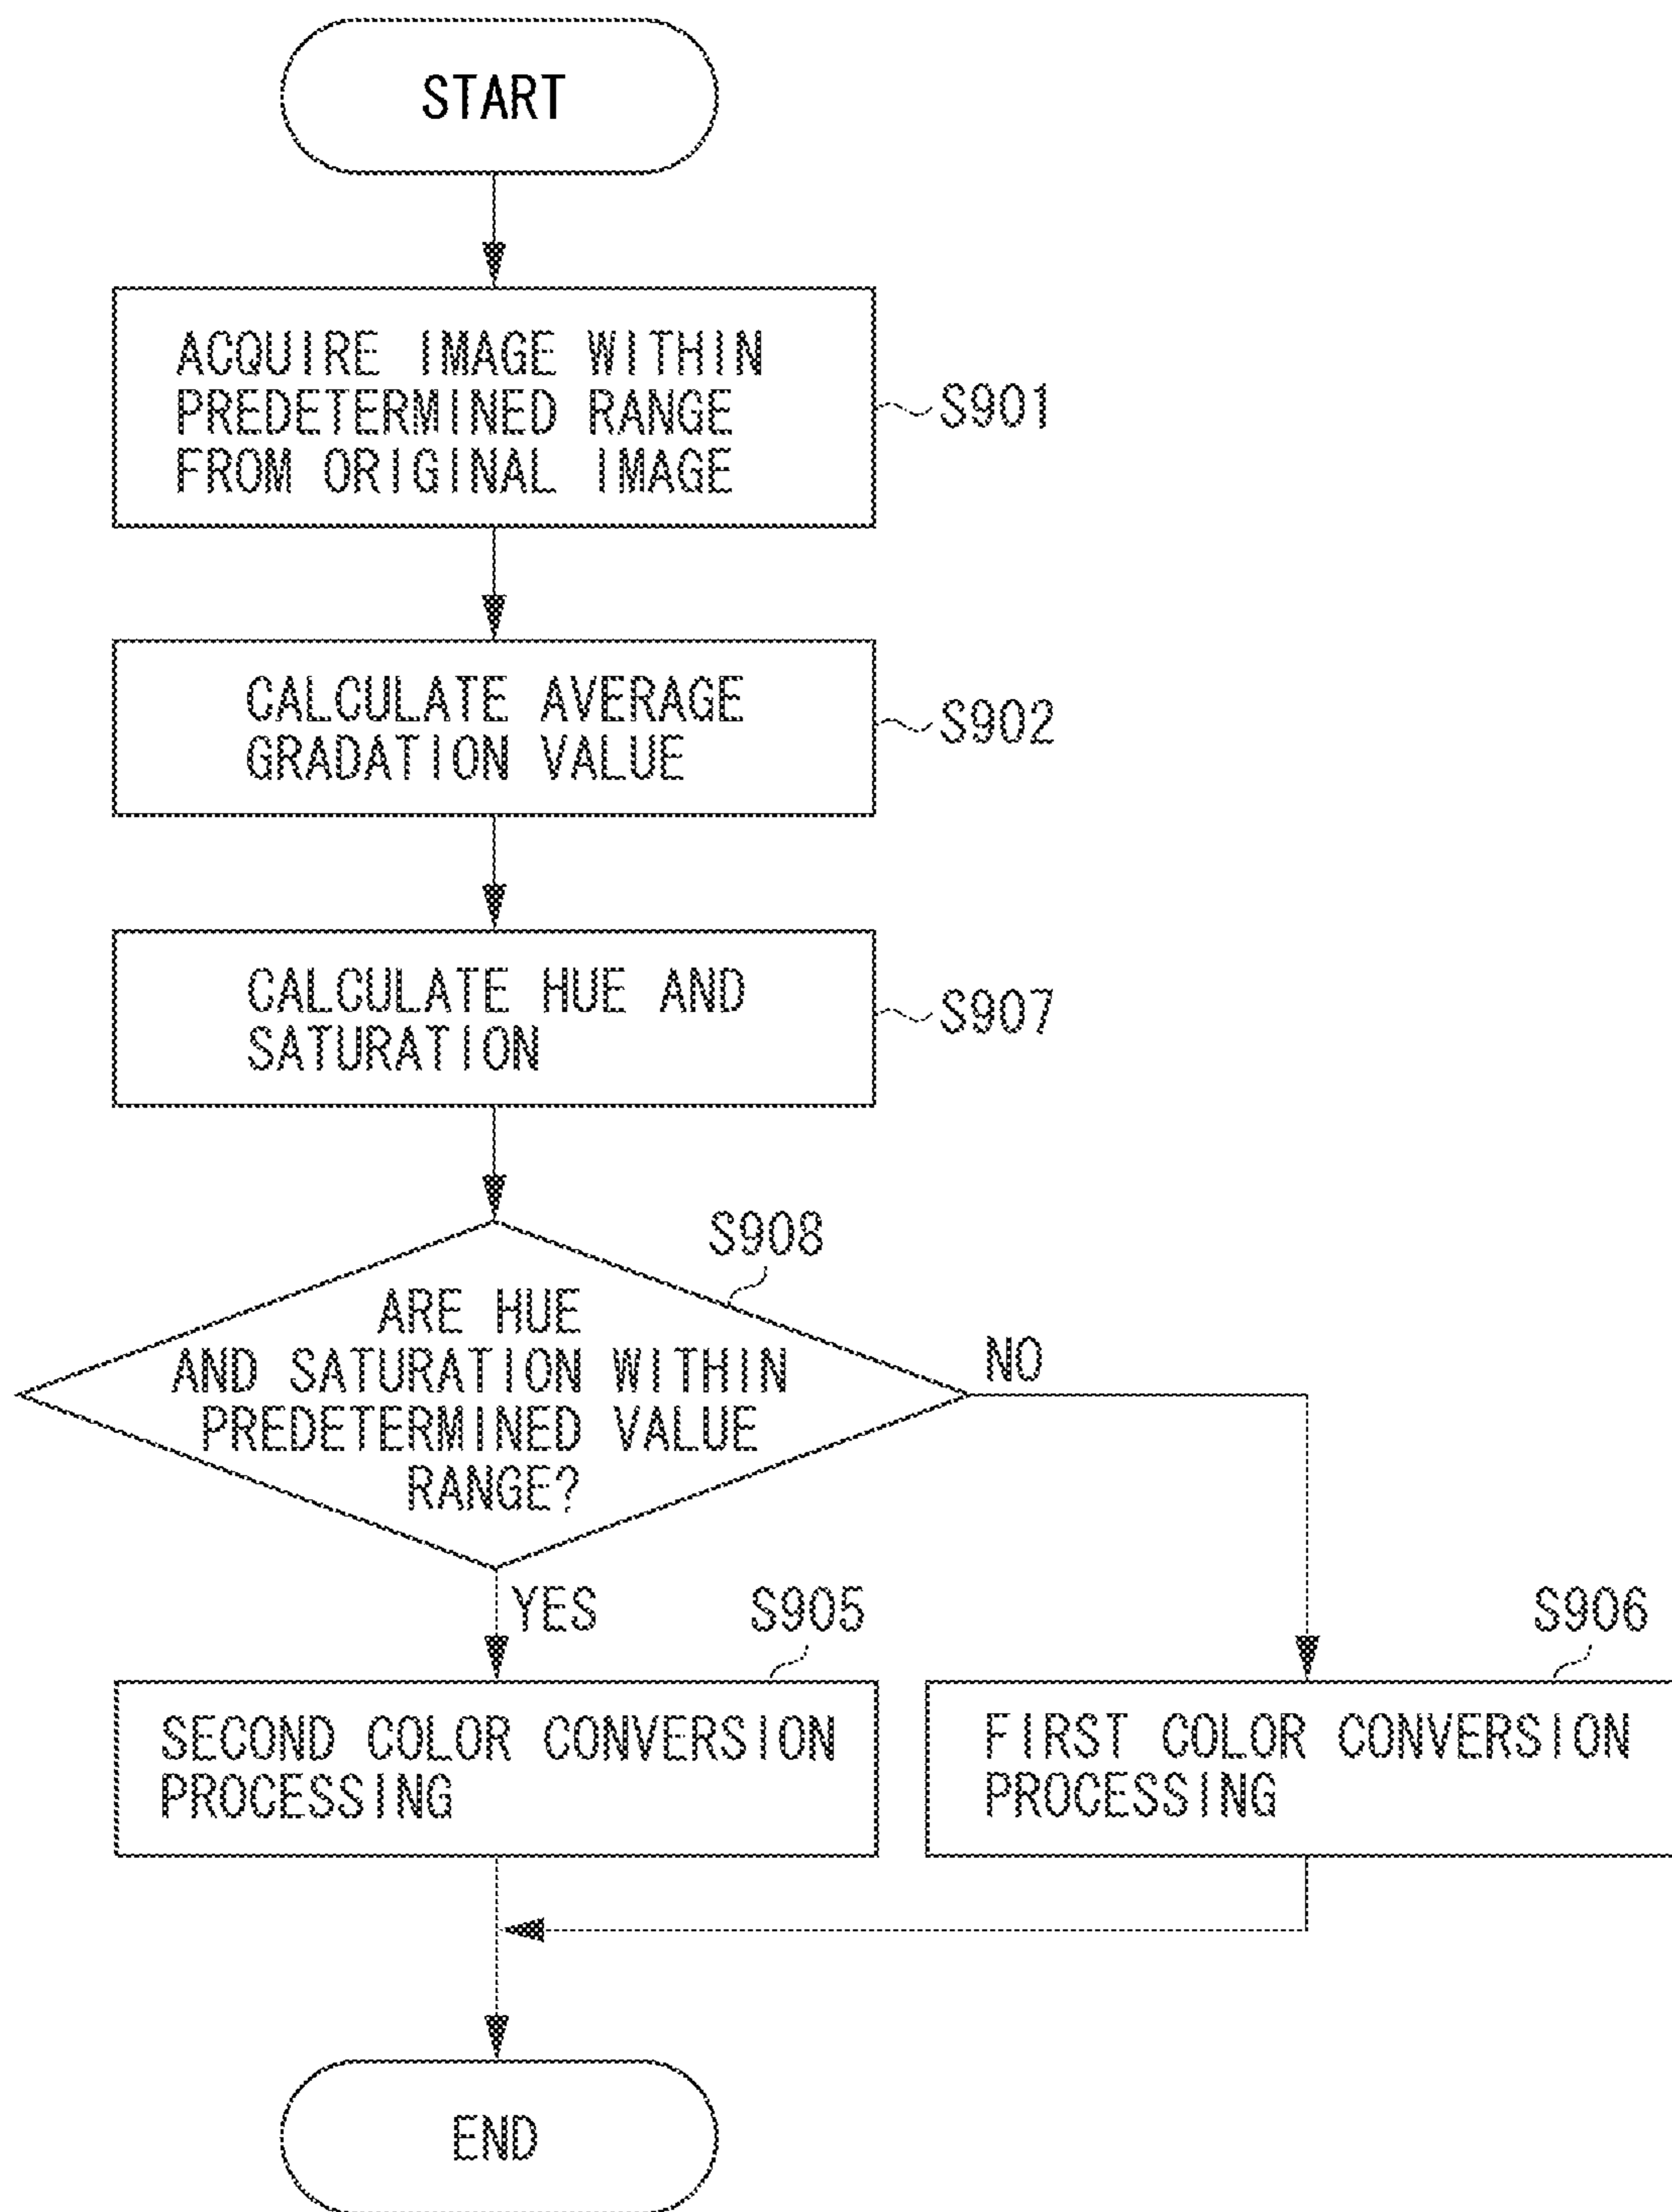 START
ACQUIRE IMAGE WITHIN
PREDETERMINED RANGE
FROM ORIGINAL IMAGE
S901
CALCULATE AVERAGE
GRADATION VALUE
S902
CALCULATE HUE AND
SATURATION
S907
S908
ARE HUE
AND SATURATION WITHIN
PREDETERMINED VALUE
RANGE?
NO
YES
S905
S906
SECOND COLOR CONVERSION
PROCESSING
FIRST COLOR CONVERSION
PROCESSING
END